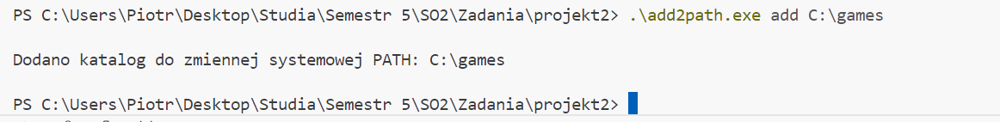 PS C:\Users\Piotr\Desktop\Studia\Semestr 5\SO2\Zadania\projekt2> .\add2path.exe add C:\games
Dodano katalog do zmiennej systemowej PATH: C:\games
PS C:\Users\Piotr\Desktop\Studia\Semestr 5\SO2\Zadania\projekt2>